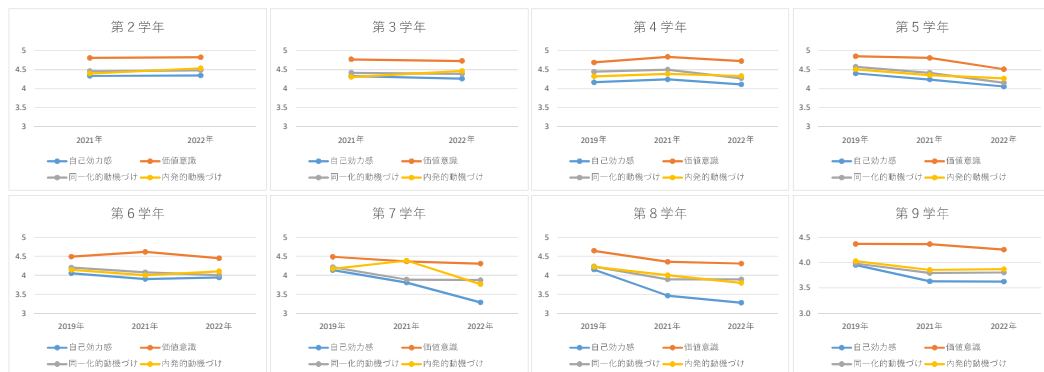 第２学年
5
4.5
4
3.5
3
2021年
2022年
自己効力感
価値意識
同一化的動機づけ
内発的動機づけ
第３学年
5
4.5
4
3.5
3
2021年
2022年
自己効力感
価値意識
同一化的動機づけ
内発的動機づけ
第４学年
5
4.5
4
3.5
3
2019年
2021年
2022年
自己効力感
価値意識
同一化的動機づけ
内発的動機づけ
第５学年
5
4.5
4
3.5
3
2019年
2021年
2022年
自己効力感
価値意識
同一化的動機づけ
内発的動機づけ
第６学年
5
4.5
4
3.5
3
2019年
2021年
2022年
自己効力感
価値意識
同一化的動機づけ
内発的動機づけ
第７学年
5
4.5
4
3.5
3
2019年
2021年
2022年
自己効力感
価値意識
同一化的動機づけ
内発的動機づけ
第８学年
5
4.5
4
3.5
3
2019年
2021年
2022年
自己効力感
価値意識
同一化的動機づけ
内発的動機づけ
第９学年
4.5
4.0
3.5
3.0
2019年
2021年
2022年
自己効力感
価値意識
同一化的動機づけ
内発的動機づけ